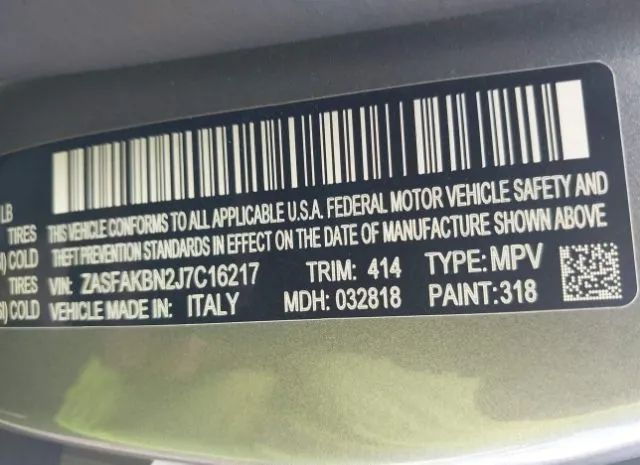 LB
TIRES THIS VEHICLE CONFORMS TO ALL APPLICABLE U.S.A. FEDERAL MOTOR VEHICLE SAFETY AND
COLD THEFT PREVENTION STANDARDS IN EFFECT ON THE DATE OF MANUFACTURE SHOWN ABOVE
TIRES VIN: ZASFAKBN2J7C16217 TRIM: 414 TYPE: MPV
COLD VEHICLE MADE IN: ITALY MDH: 032818 PAINT:318